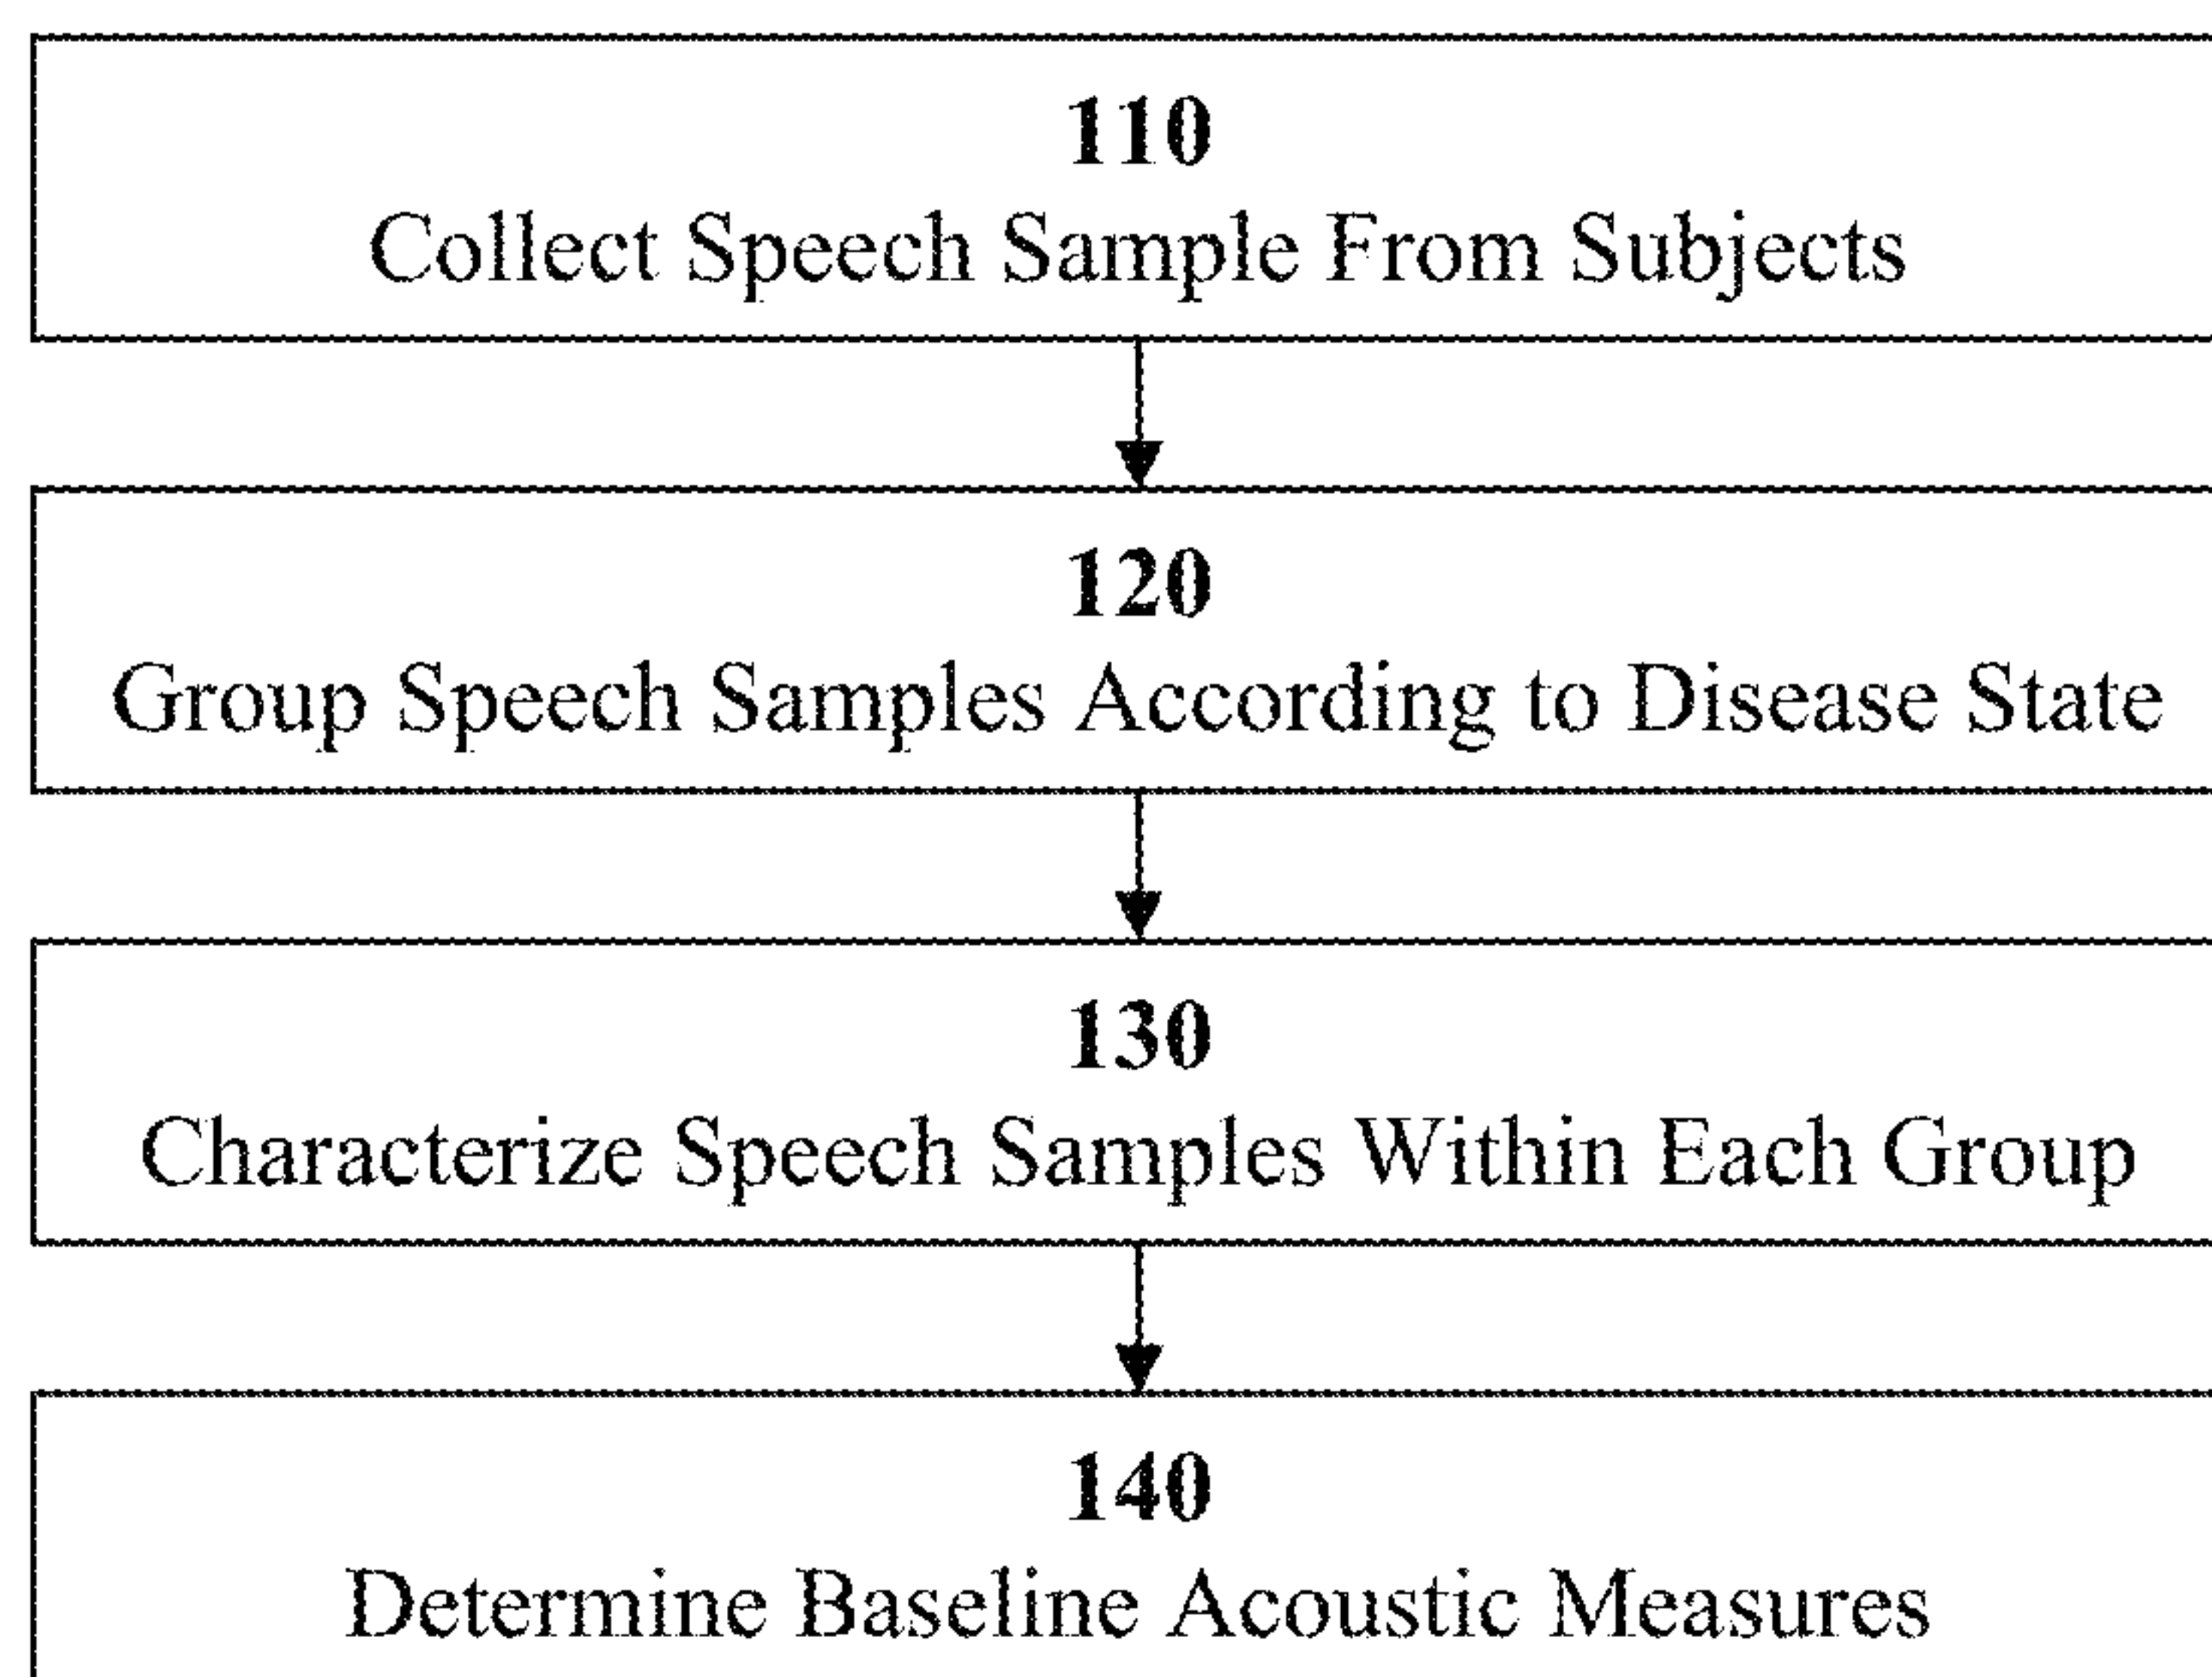 110
Collect Speech Sample From Subjects
120
Group Speech Samples According to Disease State
130
Characterize Speech Samples Within Each Group
140
Determine Baseline Acoustic Measures